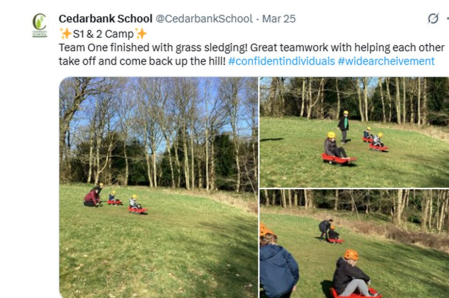 Cedarbank School @CedarbankSchool · Mar 25
✨S1 & 2 Camp✨
Team One finished with grass sledging! Great teamwork with helping each other
take off and come back up the hill! #confidentindividuals #widearcheivement